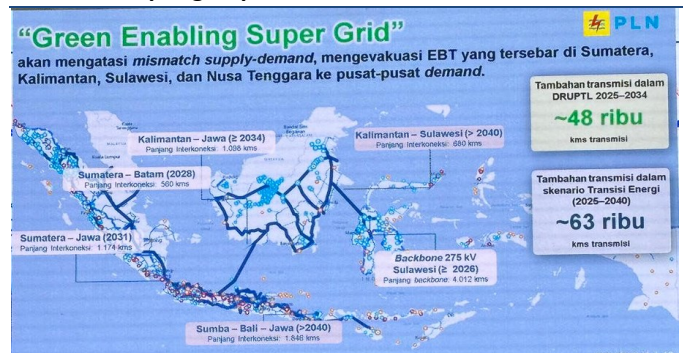 “Green Enabling Super Grid”
PLN
akan mengatasi mismatch supply-demand, mengevakuasi EBT yang tersebar di Sumatera,
Kalimantan, Sulawesi, dan Nusa Tenggara ke pusat-pusat demand.
Tambahan transmisi dalam
DRUPTL 2025–2034
~48 ribu
kms transmisi
Kalimantan – Jawa (≥ 2034)
Panjang Interkoneksi: 1.098 kms
Kalimantan – Sulawesi (> 2040)
Panjang Interkoneksi: 680 kms
Sumatera – Batam (2028)
Panjang Interkoneksi: 560 kms
Tambahan transmisi dalam
skenario Transisi Energi
(2025–2040)
~63 ribu
kms transmisi
Sumatera – Jawa (2031)
Panjang Interkoneksi: 1.174 kms
Backbone 275 kV
Sulawesi (≥ 2026)
Panjang backbone: 4.012 kms
Sumba – Bali – Jawa (>2040)
Panjang Interkoneksi: 1.846 kms